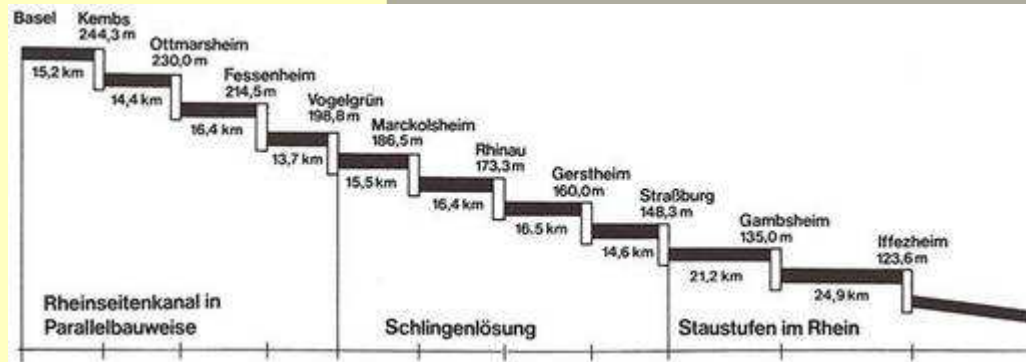 Basel
Kembs
244,3 m
15,2 km
Ottmarsheim
230,0 m
14,4 km
Fessenheim
214,5 m
16,4 km
Vogelgrün
198,8 m
13,7 km
Marckolsheim
186,5 m
15,5 km
Rhinau
173,3 m
16,4 km
Gerstheim
160,0 m
16.5 km
Straßburg
148,3 m
14,6 km
Gambsheim
135,0 m
21,2 km
Iffezheim
123,6 m
24,9 km
Rheinseitenkanal in
Parallelbauweise
Schlingenlösung
Staustufen im Rhein